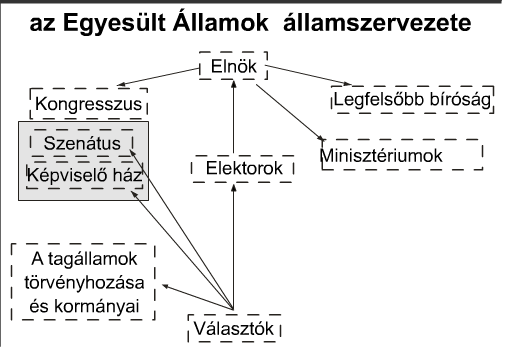 az Egyesült Államok államszervezete
Elnök
Kongresszus
Legfelsőbb bíróság
Szenátus
Minisztériumok
Képviselő ház
Elektorok
A tagállamok
törvényhozása
és kormányai
Választók